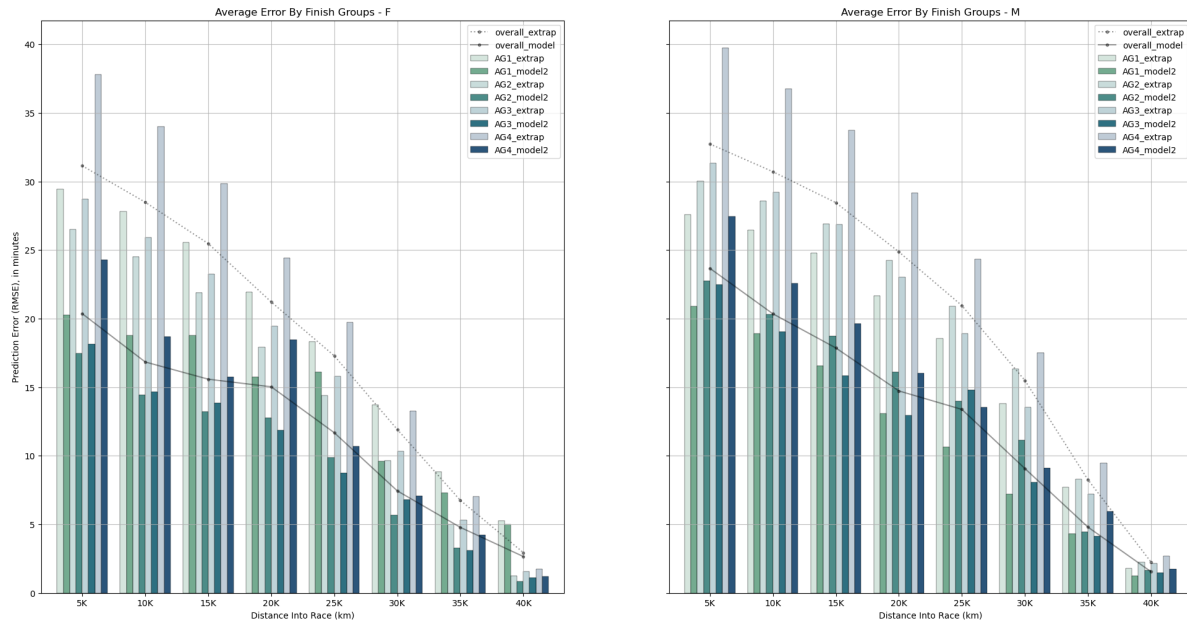 Average Error By Finish Groups - F
Prediction Error (RMSE), in minutes
40
35
30
25
20
15
10
5
0
overall_extrap
overall_model
AG1_extrap
AG1_model2
AG2_extrap
AG2_model2
AG3_extrap
AG3_model2
AG4_extrap
AG4_model2
5K 10K 15K 20K 25K 30K 35K 40K
Distance Into Race (km)
Average Error By Finish Groups - M
overall_extrap
overall_model
AG1_extrap
AG1_model2
AG2_extrap
AG2_model2
AG3_extrap
AG3_model2
AG4_extrap
AG4_model2
5K 10K 15K 20K 25K 30K 35K 40K
Distance Into Race (km)